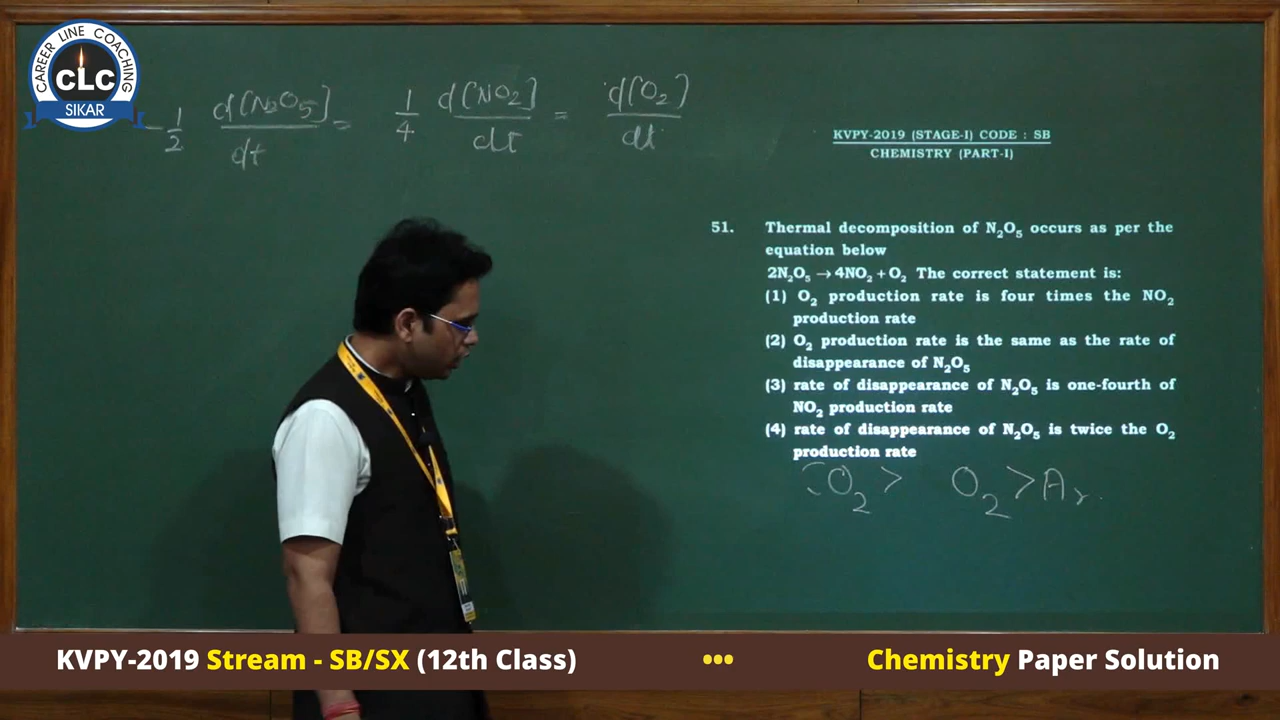 CAREER LINE COACHING
CLC
SIKAR
-1/2 d[N₂O₅]/dt = 1/4 d[NO₂]/dt = d[O₂]/dt
KVPY-2019 (STAGE-I) CODE : SB
CHEMISTRY (PART-I)
51. Thermal decomposition of N₂O₅ occurs as per the
equation below
2N₂O₅ → 4NO₂ + O₂ The correct statement is:
(1) O₂ production rate is four times the NO₂
production rate
(2) O₂ production rate is the same as the rate of
disappearance of N₂O₅
(3) rate of disappearance of N₂O₅ is one-fourth of
NO₂ production rate
(4) rate of disappearance of N₂O₅ is twice the O₂
production rate
CO₂ > O₂ > Ar
KVPY-2019 Stream - SB/SX (12th Class) ••• Chemistry Paper Solution